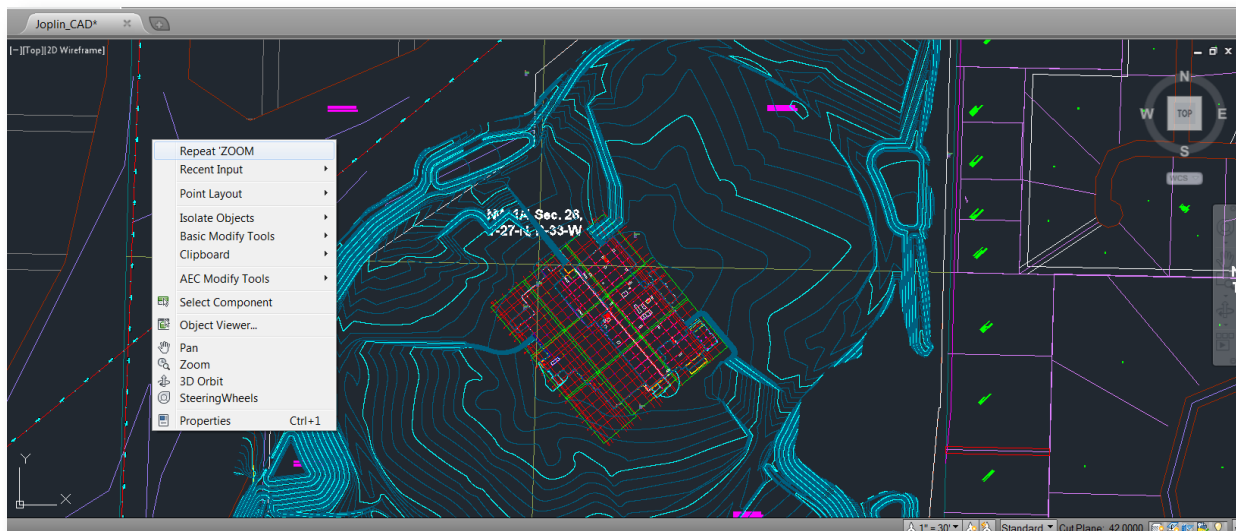 Joplin_CAD*
[−][Top][2D Wireframe]
N
W TOP E
S
WCS
Repeat 'ZOOM
Recent Input
Point Layout
Isolate Objects
Basic Modify Tools
Clipboard
AEC Modify Tools
Select Component
Object Viewer...
Pan
Zoom
3D Orbit
SteeringWheels
Properties Ctrl+1
Sec. 26,
Y
X
1" = 30' Standard Cut Plane: 42.0000